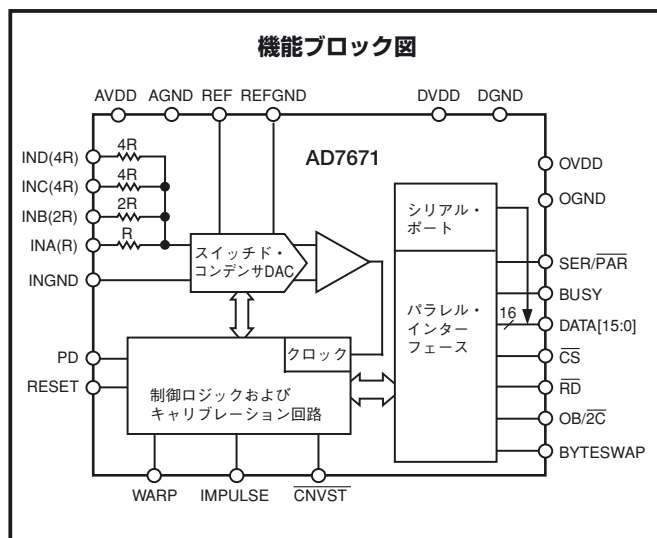 機能ブロック図
AVDD AGND REF REFGND DVDD DGND
AD7671
IND(4R) 4R
INC(4R) 4R
INB(2R) 2R
INA(R) R
INGND
スイッチド・
コンデンサDAC
シリアル・
ポート
パラレル・
インター
フェース
16
クロック
制御ロジックおよび
キャリブレーション回路
PD
RESET
OVDD
OGND
SER/P̅A̅R̅
BUSY
DATA[15:0]
C̅S̅
R̅D̅
OB/2̅C̅
BYTESWAP
WARP IMPULSE C̅N̅V̅S̅T̅